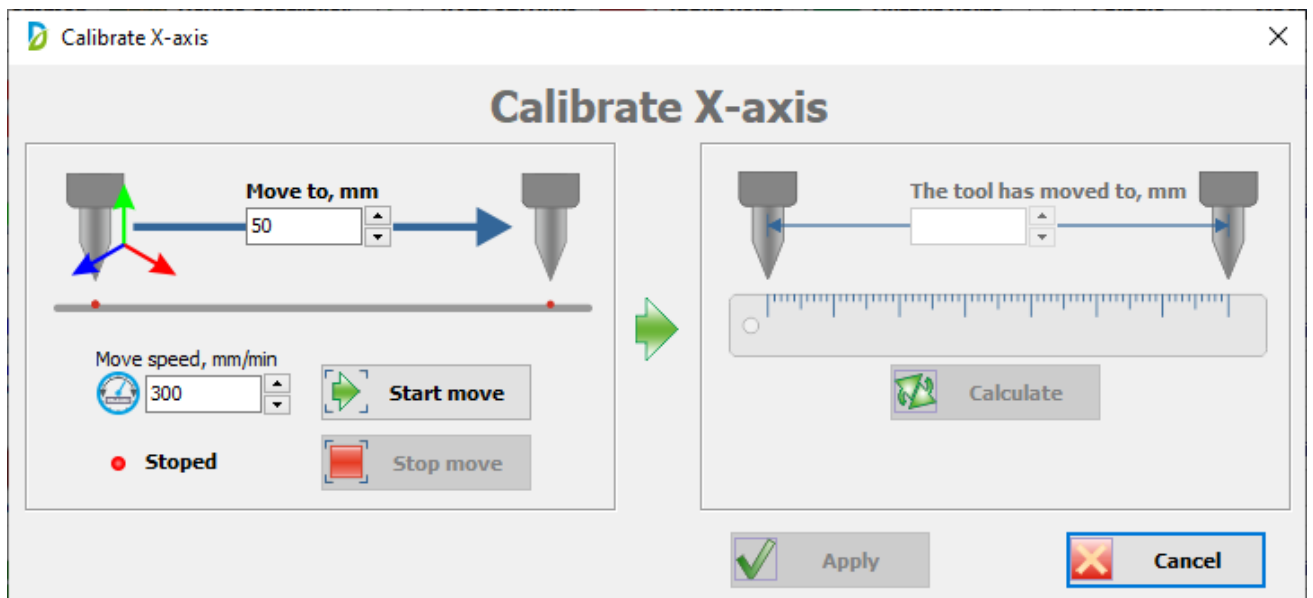 Calibrate X-axis
Calibrate X-axis
Move to, mm
50
Move speed, mm/min
300
Start move
Stoped
Stop move
The tool has moved to, mm
Calculate
Apply
Cancel